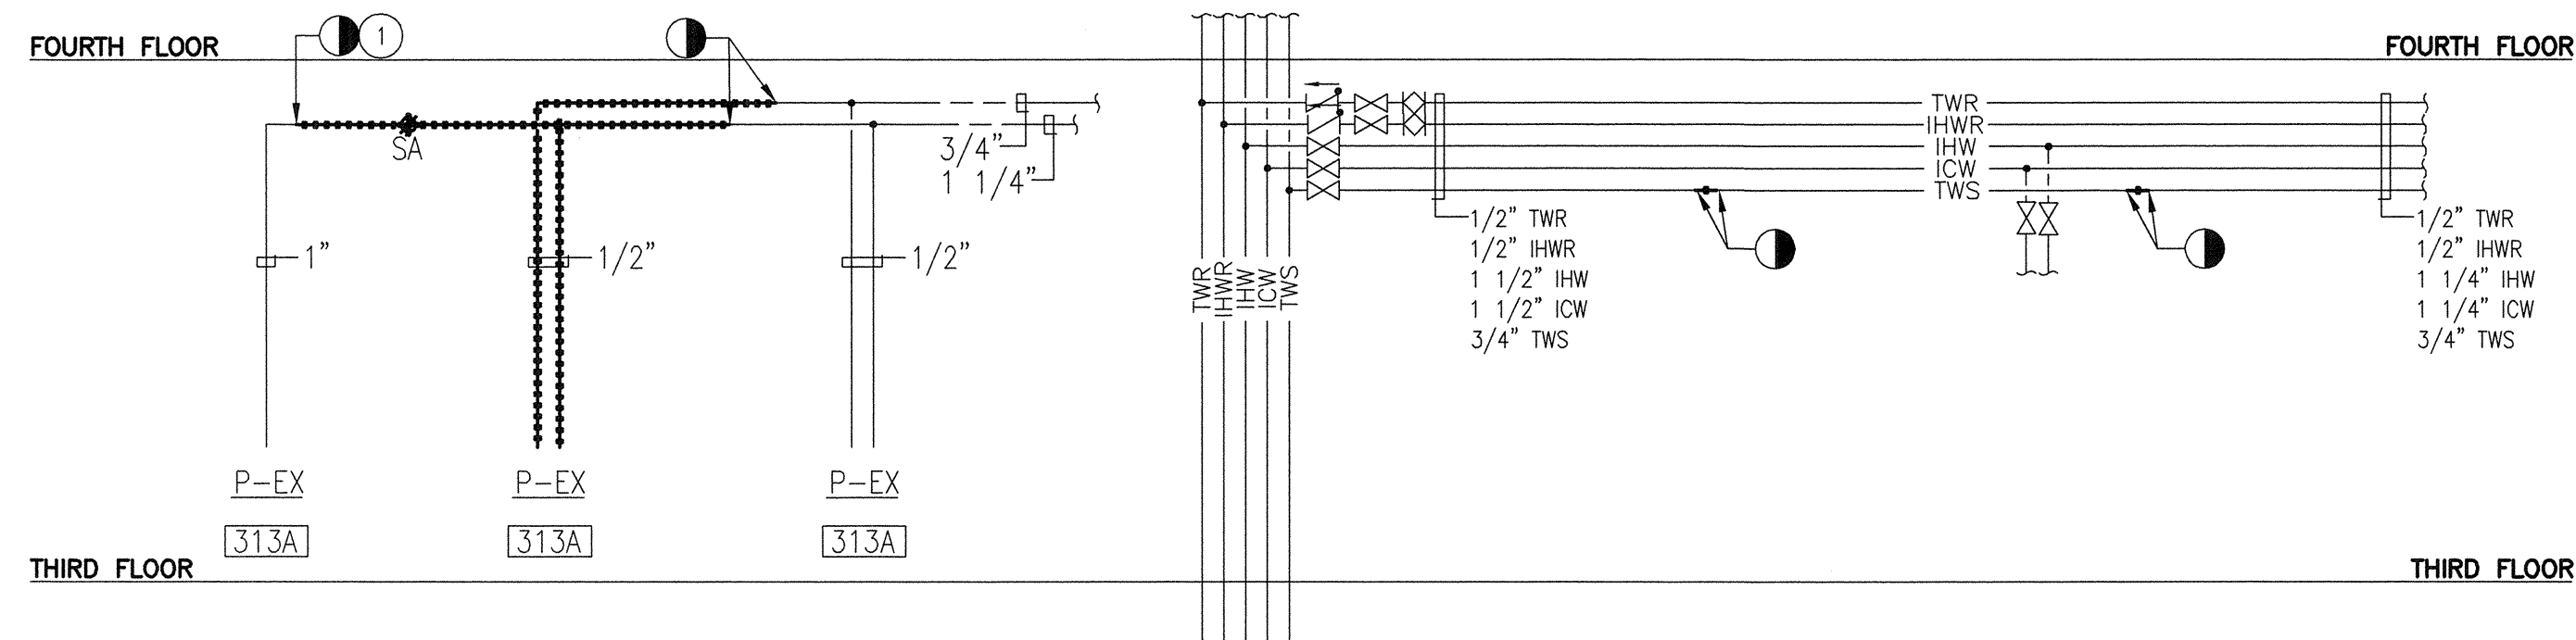 FOURTH FLOOR
1
FOURTH FLOOR
SA
3/4"
1 1/4"
1"
1/2"
1/2"
P-EX
P-EX
P-EX
313A
313A
313A
TWR
IHWR
IHW
ICW
TWS
TWR
IHWR
IHW
ICW
TWS
1/2" TWR
1/2" IHWR
1 1/2" IHW
1 1/2" ICW
3/4" TWS
1/2" TWR
1/2" IHWR
1 1/4" IHW
1 1/4" ICW
3/4" TWS
THIRD FLOOR
THIRD FLOOR